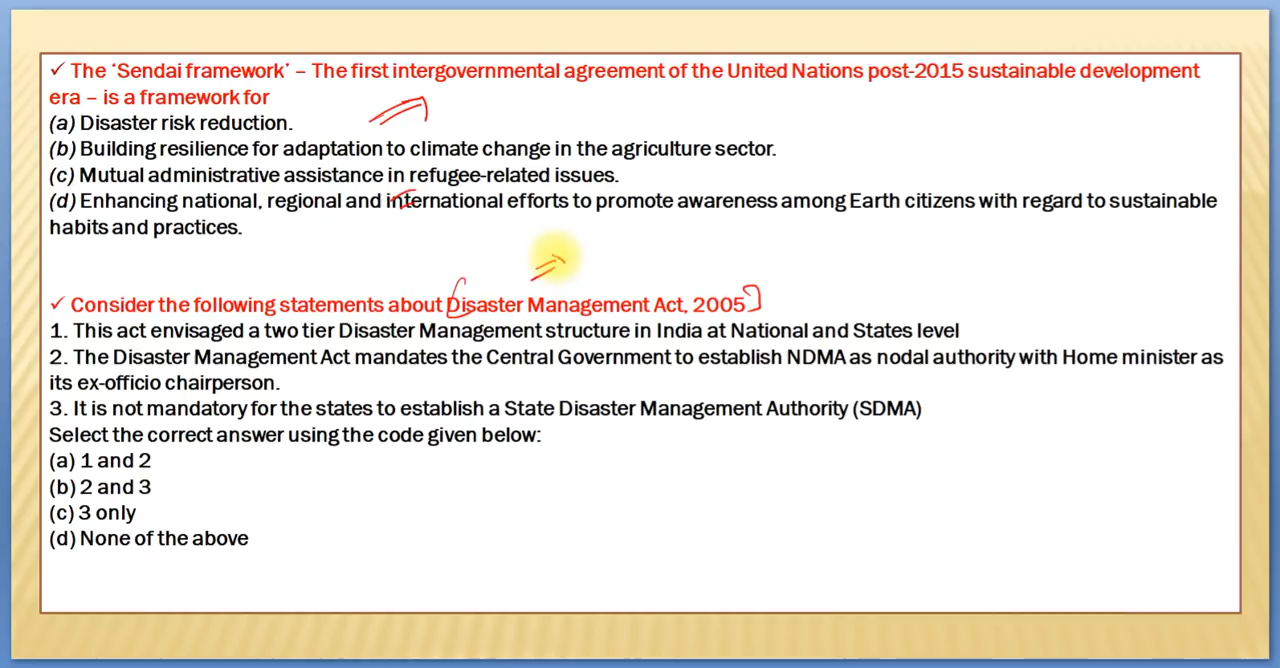 ✓ The ‘Sendai framework’ – The first intergovernmental agreement of the United Nations post-2015 sustainable development
era – is a framework for
(a) Disaster risk reduction.
(b) Building resilience for adaptation to climate change in the agriculture sector.
(c) Mutual administrative assistance in refugee-related issues.
(d) Enhancing national, regional and international efforts to promote awareness among Earth citizens with regard to sustainable
habits and practices.
✓ Consider the following statements about Disaster Management Act, 2005
1. This act envisaged a two tier Disaster Management structure in India at National and States level
2. The Disaster Management Act mandates the Central Government to establish NDMA as nodal authority with Home minister as
its ex-officio chairperson.
3. It is not mandatory for the states to establish a State Disaster Management Authority (SDMA)
Select the correct answer using the code given below:
(a) 1 and 2
(b) 2 and 3
(c) 3 only
(d) None of the above